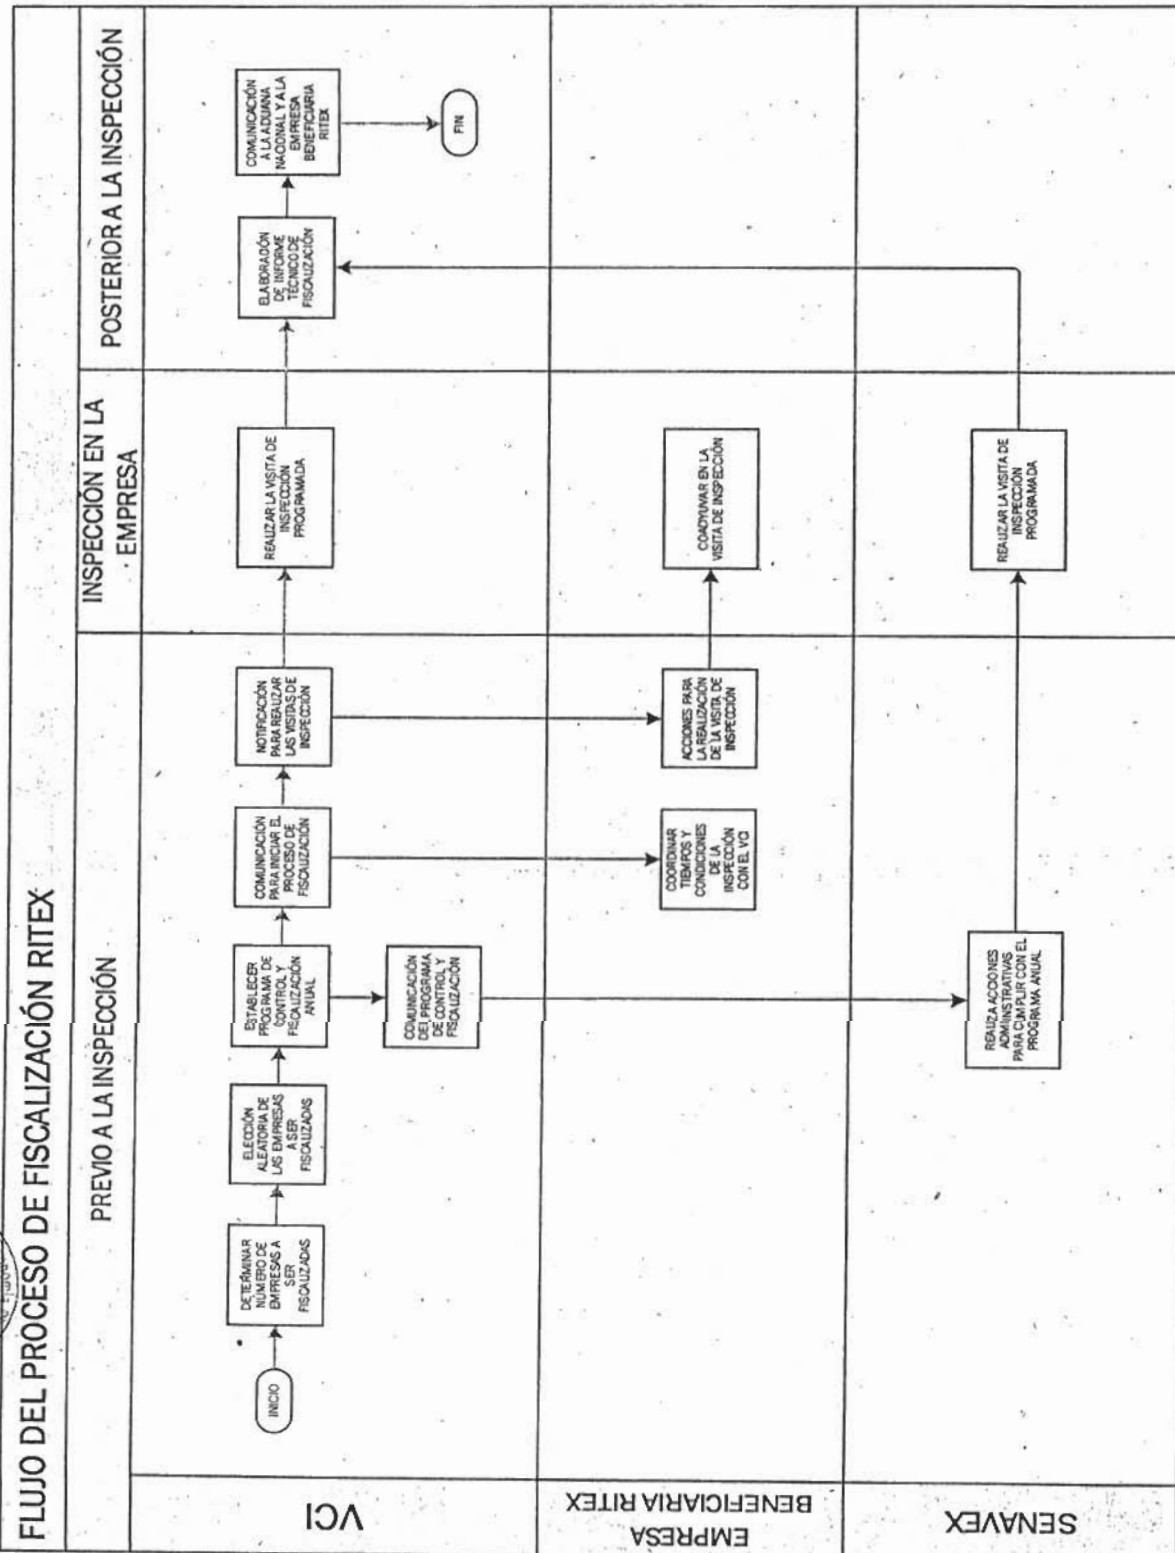 FLUJO DEL PROCESO DE FISCALIZACIÓN RITEX
PREVIO A LA INSPECCIÓN
INSPECCIÓN EN LA
EMPRESA
POSTERIOR A LA INSPECCIÓN
VCI
INICIO
DETERMINAR
NÚMERO DE
EMPRESAS A
SER
FISCALIZADAS
ELECCIÓN
ALEATORIA DE
LAS EMPRESAS
A SER
FISCALIZADAS
ESTABLECER
PROGRAMA DE
CONTROL Y
FISCALIZACIÓN
ANUAL
COMUNICACIÓN
PARA INICIAR EL
PROCESO DE
FISCALIZACIÓN
NOTIFICACIÓN
PARA REALIZAR
LAS VISITAS DE
INSPECCIÓN
REALIZAR LA VISITA DE
INSPECCIÓN
PROGRAMADA
ELABORACIÓN
DE INFORME
TÉCNICO DE
FISCALIZACIÓN
COMUNICACIÓN
A LA ADUANA
NACIONAL Y A LA
EMPRESA
BENEFICIARIA
RITEX
FIN
COMUNICACIÓN
DEL PROGRAMA
DE CONTROL Y
FISCALIZACIÓN
EMPRESA
BENEFICIARIA RITEX
COORDINAR
TIEMPOS Y
CONDICIONES
DE LA
INSPECCIÓN
CON EL VCI
ACCIONES PARA
LA REALIZACIÓN
DE LA VISITA DE
INSPECCIÓN
COADYUVAR EN LA
VISITA DE INSPECCIÓN
SENAVEX
REALIZA ACCIONES
ADMINISTRATIVAS
PARA CUMPLIR CON EL
PROGRAMA ANUAL
REALIZAR LA VISITA DE
INSPECCIÓN
PROGRAMADA